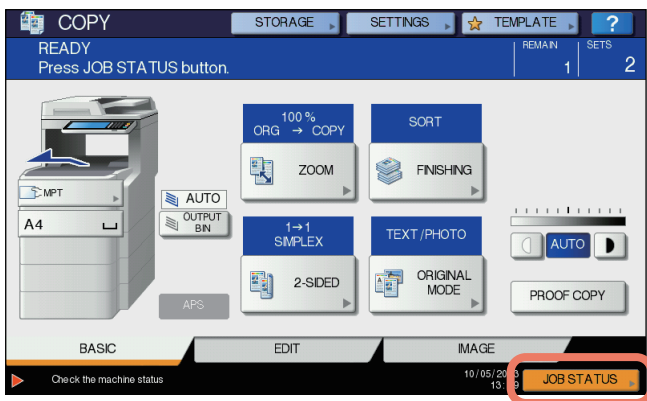 COPY
STORAGE
SETTINGS
TEMPLATE
?
READY
Press JOB STATUS button.
REMAIN
1
SETS
2
100 %
ORG → COPY
ZOOM
SORT
FINISHING
MPT
A4
AUTO
OUTPUT
BIN
APS
1→1
SIMPLEX
2-SIDED
TEXT/PHOTO
ORIGINAL
MODE
AUTO
PROOF COPY
BASIC
EDIT
IMAGE
Check the machine status
JOB STATUS